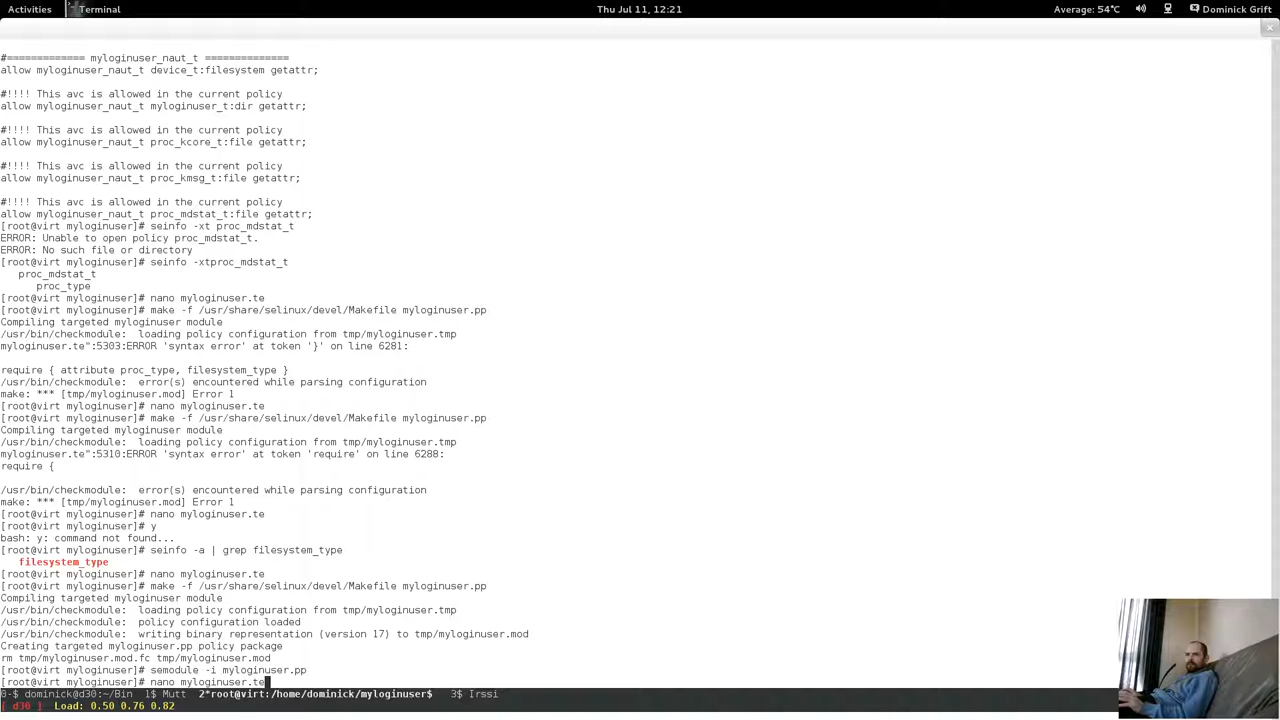 Activities
Terminal
Thu Jul 11, 12:21
Average: 54°C
Dominick Grift
#============= myloginuser_naut_t ==============
allow myloginuser_naut_t device_t:filesystem getattr;
#!!!! This avc is allowed in the current policy
allow myloginuser_naut_t myloginuser_t:dir getattr;
#!!!! This avc is allowed in the current policy
allow myloginuser_naut_t proc_kcore_t:file getattr;
#!!!! This avc is allowed in the current policy
allow myloginuser_naut_t proc_kmsg_t:file getattr;
#!!!! This avc is allowed in the current policy
allow myloginuser_naut_t proc_mdstat_t:file getattr;
[root@virt myloginuser]# seinfo -xt proc_mdstat_t
ERROR: Unable to open policy proc_mdstat_t.
ERROR: No such file or directory
[root@virt myloginuser]# seinfo -xtproc_mdstat_t
proc_mdstat_t
proc_type
[root@virt myloginuser]# nano myloginuser.te
[root@virt myloginuser]# make -f /usr/share/selinux/devel/Makefile myloginuser.pp
Compiling targeted myloginuser module
/usr/bin/checkmodule:  loading policy configuration from tmp/myloginuser.tmp
myloginuser.te":5303:ERROR 'syntax error' at token '}' on line 6281:
require { attribute proc_type, filesystem_type }
/usr/bin/checkmodule:  error(s) encountered while parsing configuration
make: *** [tmp/myloginuser.mod] Error 1
[root@virt myloginuser]# nano myloginuser.te
[root@virt myloginuser]# make -f /usr/share/selinux/devel/Makefile myloginuser.pp
Compiling targeted myloginuser module
/usr/bin/checkmodule:  loading policy configuration from tmp/myloginuser.tmp
myloginuser.te":5310:ERROR 'syntax error' at token 'require' on line 6288:
require {
/usr/bin/checkmodule:  error(s) encountered while parsing configuration
make: *** [tmp/myloginuser.mod] Error 1
[root@virt myloginuser]# nano myloginuser.te
[root@virt myloginuser]# y
bash: y: command not found...
[root@virt myloginuser]# seinfo -a | grep filesystem_type
filesystem_type
[root@virt myloginuser]# nano myloginuser.te
[root@virt myloginuser]# make -f /usr/share/selinux/devel/Makefile myloginuser.pp
Compiling targeted myloginuser module
/usr/bin/checkmodule:  loading policy configuration from tmp/myloginuser.tmp
/usr/bin/checkmodule:  policy configuration loaded
/usr/bin/checkmodule:  writing binary representation (version 17) to tmp/myloginuser.mod
Creating targeted myloginuser.pp policy package
rm tmp/myloginuser.mod.fc tmp/myloginuser.mod
[root@virt myloginuser]# semodule -i myloginuser.pp
[root@virt myloginuser]# nano myloginuser.te
0-$ dominick@d30:~/Bin  1$ Mutt  2*root@virt:/home/dominick/myloginuser$  3$ Irssi
[ d30 ]  Load: 0.50 0.76 0.82